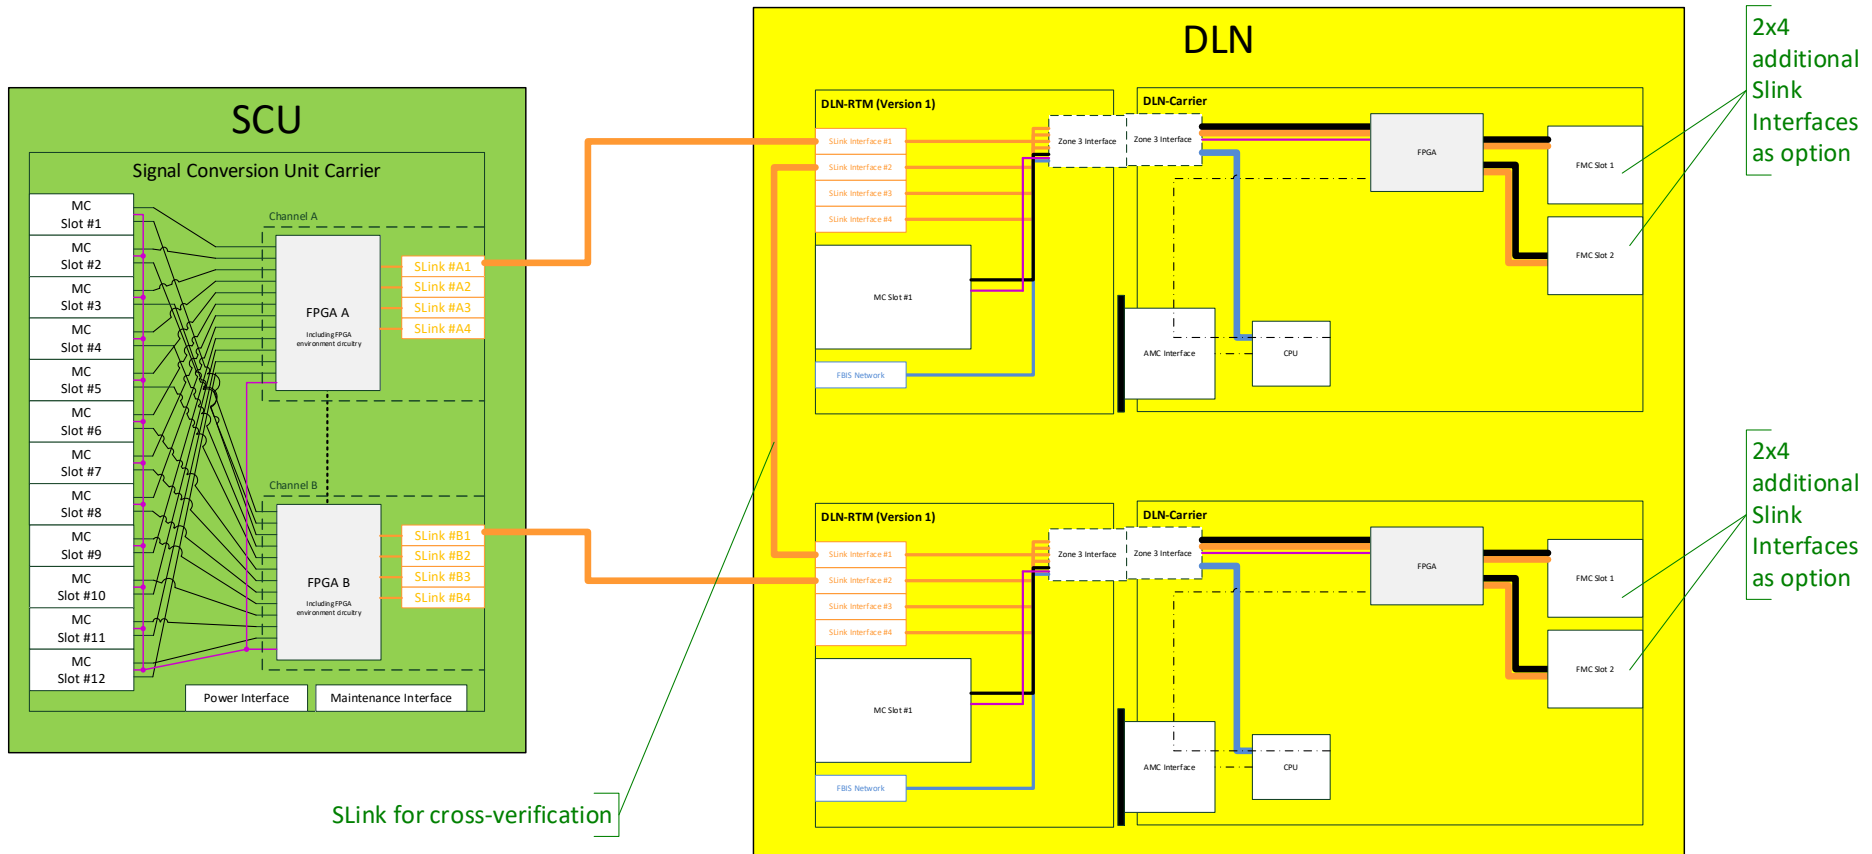 SCU
Signal Conversion Unit Carrier
MC
Slot #1
MC
Slot #2
MC
Slot #3
MC
Slot #4
MC
Slot #5
MC
Slot #6
MC
Slot #7
MC
Slot #8
MC
Slot #9
MC
Slot #10
MC
Slot #11
MC
Slot #12
Channel A
FPGA A
Including FPGA
environment circuitry
SLink #A1
SLink #A2
SLink #A3
SLink #A4
Channel B
FPGA B
Including FPGA
environment circuitry
SLink #B1
SLink #B2
SLink #B3
SLink #B4
Power Interface
Maintenance Interface
SLink for cross-verification
DLN
DLN-RTM (Version 1)
SLink Interface #1
SLink Interface #2
SLink Interface #3
SLink Interface #4
MC Slot #1
FBIS Network
Zone 3 Interface
DLN-Carrier
Zone 3 Interface
FPGA
FMC Slot 1
FMC Slot 2
AMC Interface
CPU
DLN-RTM (Version 1)
SLink Interface #1
SLink Interface #2
SLink Interface #3
SLink Interface #4
MC Slot #1
FBIS Network
Zone 3 Interface
DLN-Carrier
Zone 3 Interface
FPGA
FMC Slot 1
FMC Slot 2
AMC Interface
CPU
2x4
additional
Slink
Interfaces
as option
2x4
additional
Slink
Interfaces
as option